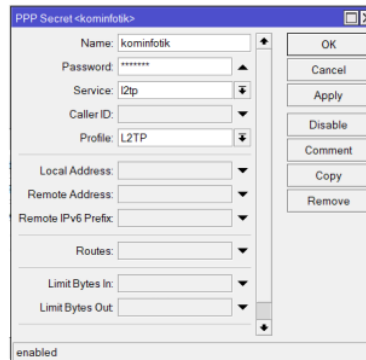 PPP Secret <kominfotik>
Name: kominfotik
OK
Password: *******
Cancel
Service: l2tp
Apply
Caller ID:
Profile: L2TP
Disable
Comment
Local Address:
Copy
Remote Address:
Remove
Remote IPv6 Prefix:
Routes:
Limit Bytes In:
Limit Bytes Out:
enabled